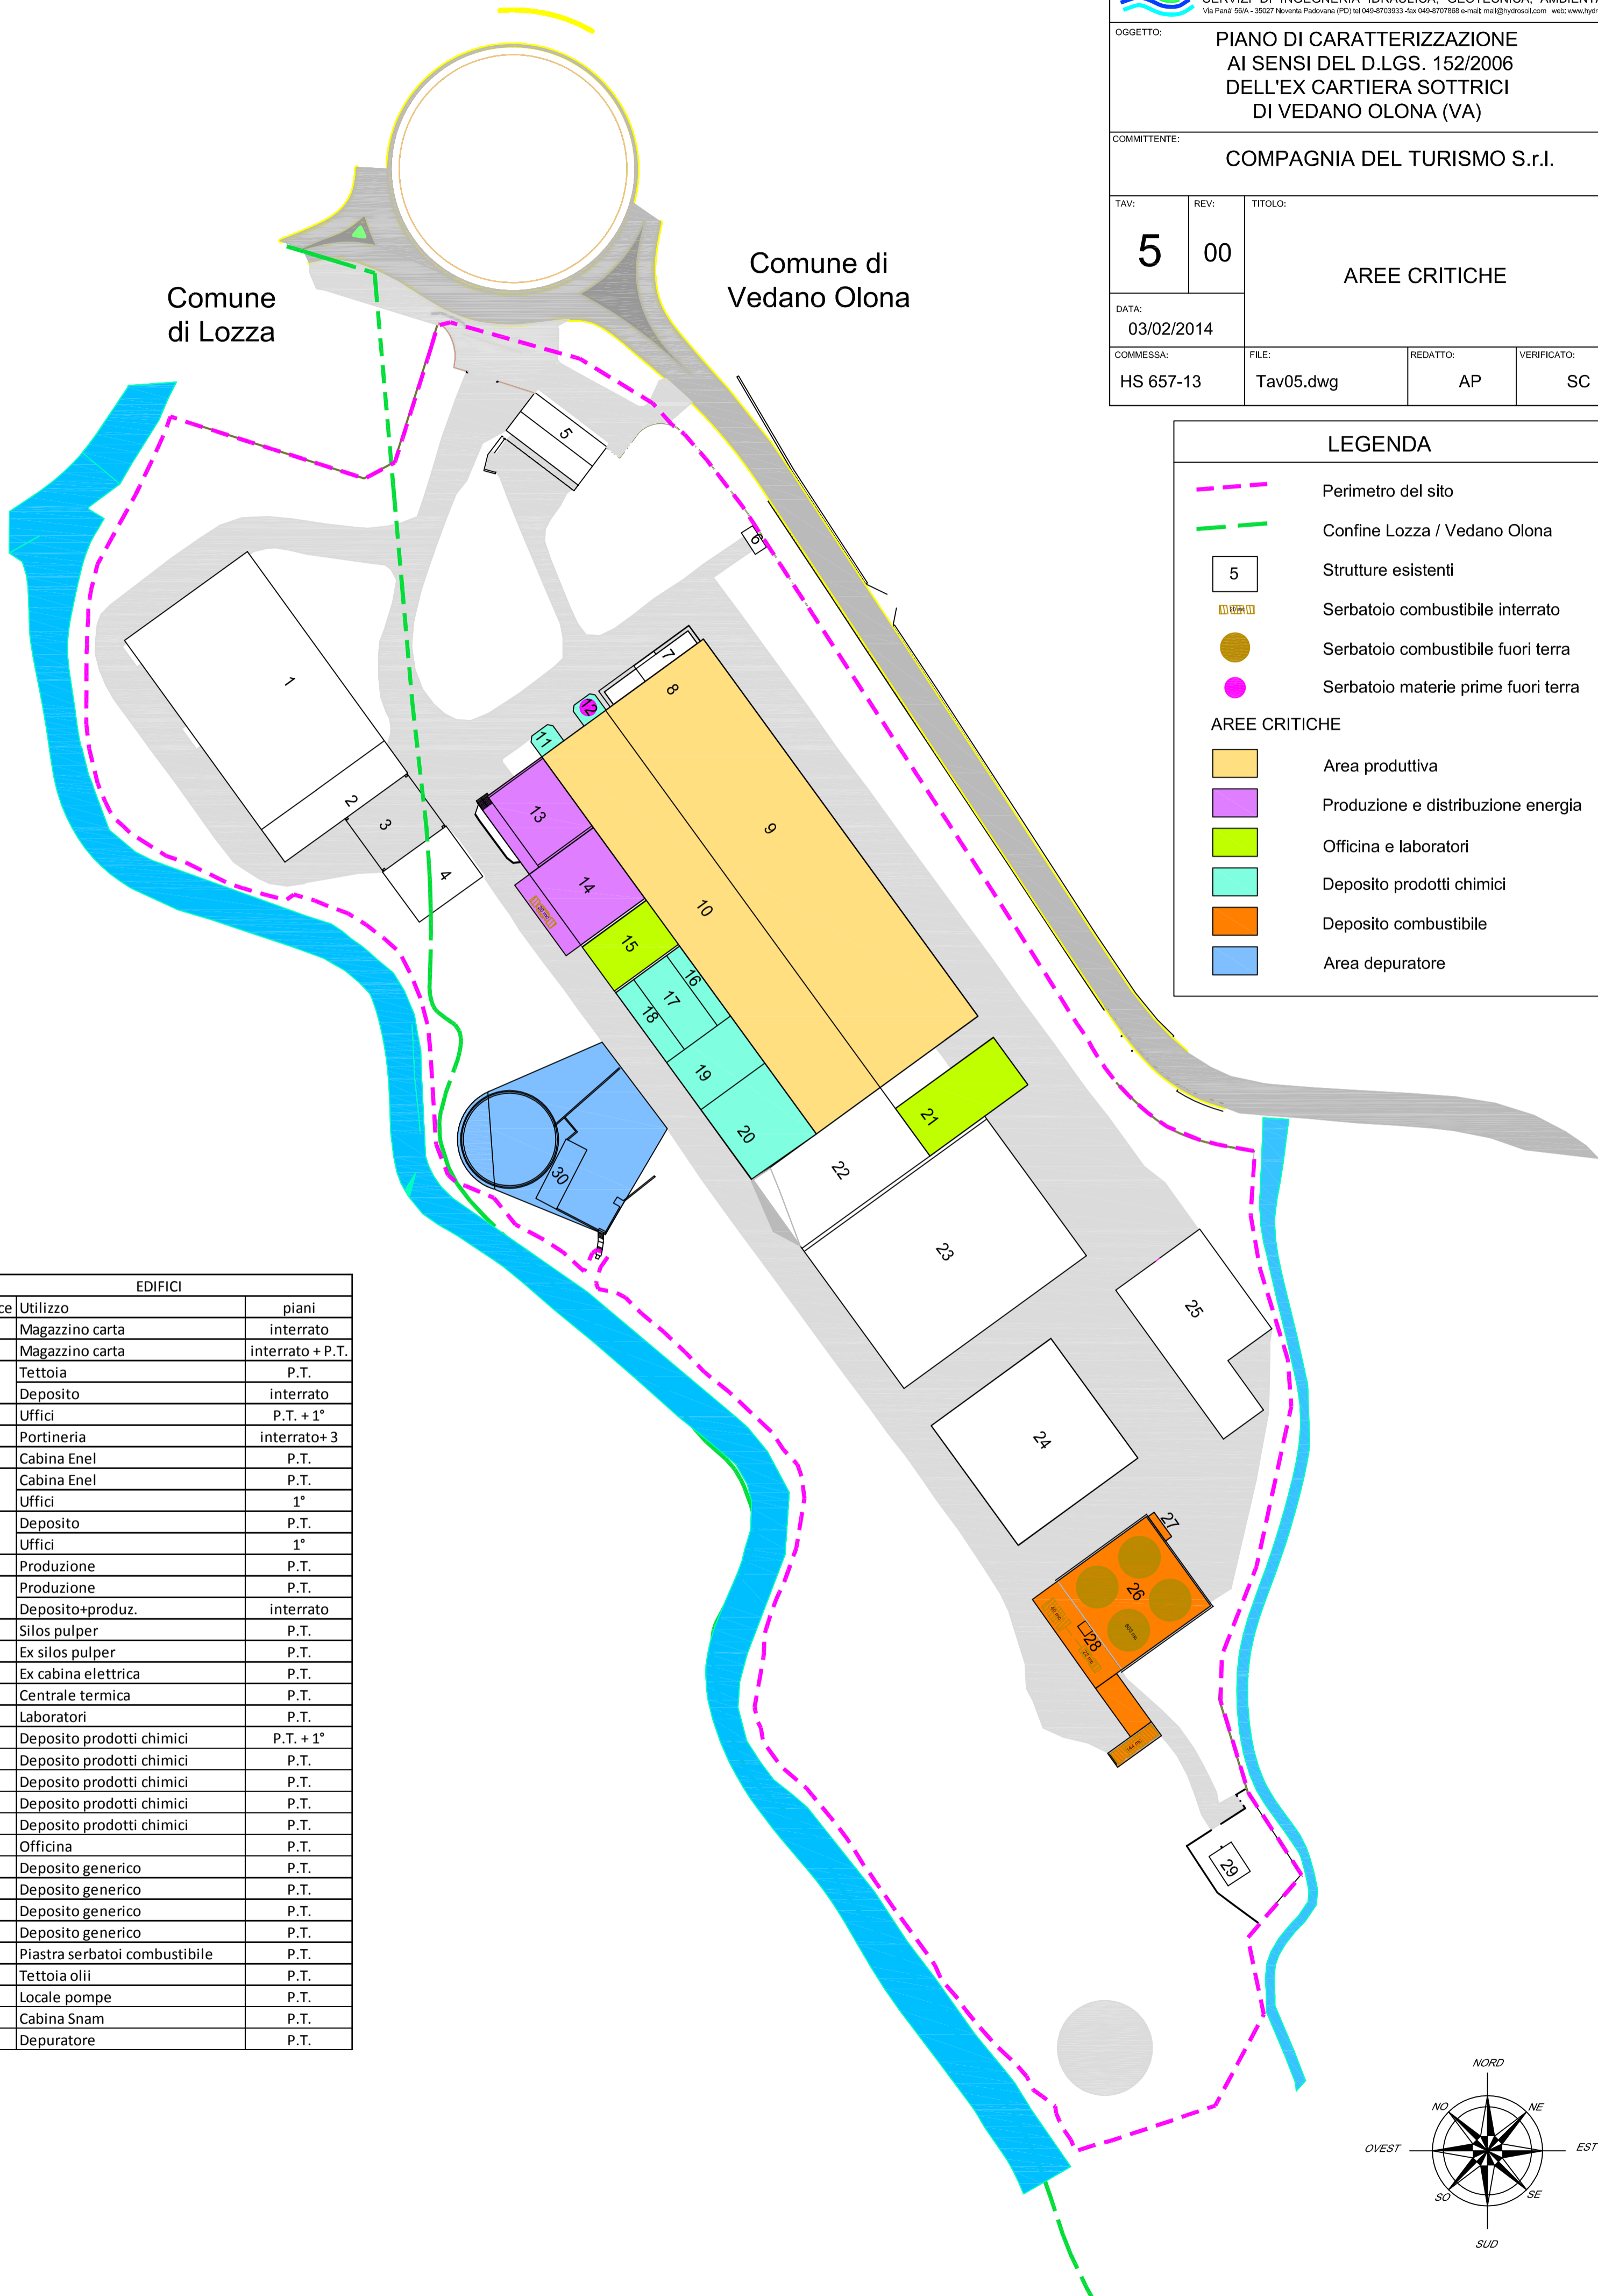 Via Panà' 56/A - 35027 Noventa Padovana (PD) tel 049-8703933 -fax 049-8707868 e-mail: mail@hydrosoil.com
OGGETTO:
PIANO DI CARATTERIZZAZIONE
AI SENSI DEL D.LGS. 152/2006
DELL'EX CARTIERA SOTTRICI
DI VEDANO OLONA (VA)
COMMITTENTE:
COMPAGNIA DEL TURISMO S.r.l.
TAV:
5
REV:
00
TITOLO:
AREE CRITICHE
DATA:
03/02/2014
COMMESSA:
HS 657-13
FILE:
Tav05.dwg
REDATTO:
AP
VERIFICATO:
SC
LEGENDA
Perimetro del sito
Confine Lozza / Vedano Olona
5
Strutture esistenti
Serbatoio combustibile interrato
Serbatoio combustibile fuori terra
Serbatoio materie prime fuori terra
AREE CRITICHE
Area produttiva
Produzione e distribuzione energia
Officina e laboratori
Deposito prodotti chimici
Deposito combustibile
Area depuratore
Comune
di Lozza
Comune di
Vedano Olona
5
6
7
8
1
12
11
2
3
4
13
9
14
10
15
16
17
18
19
20
21
22
30
23
25
24
27
26
28
29
EDIFICI
ce Utilizzo piani
Magazzino carta interrato
Magazzino carta interrato + P.T.
Tettoia P.T.
Deposito interrato
Uffici P.T. + 1°
Portineria interrato+ 3
Cabina Enel P.T.
Cabina Enel P.T.
Uffici 1°
Deposito P.T.
Uffici 1°
Produzione P.T.
Produzione P.T.
Deposito+produz. interrato
Silos pulper P.T.
Ex silos pulper P.T.
Ex cabina elettrica P.T.
Centrale termica P.T.
Laboratori P.T.
Deposito prodotti chimici P.T. + 1°
Deposito prodotti chimici P.T.
Deposito prodotti chimici P.T.
Deposito prodotti chimici P.T.
Deposito prodotti chimici P.T.
Officina P.T.
Deposito generico P.T.
Deposito generico P.T.
Deposito generico P.T.
Deposito generico P.T.
Piastra serbatoi combustibile P.T.
Tettoia olii P.T.
Locale pompe P.T.
Cabina Snam P.T.
Depuratore P.T.
NORD
NO
NE
OVEST
EST
SO
SE
SUD